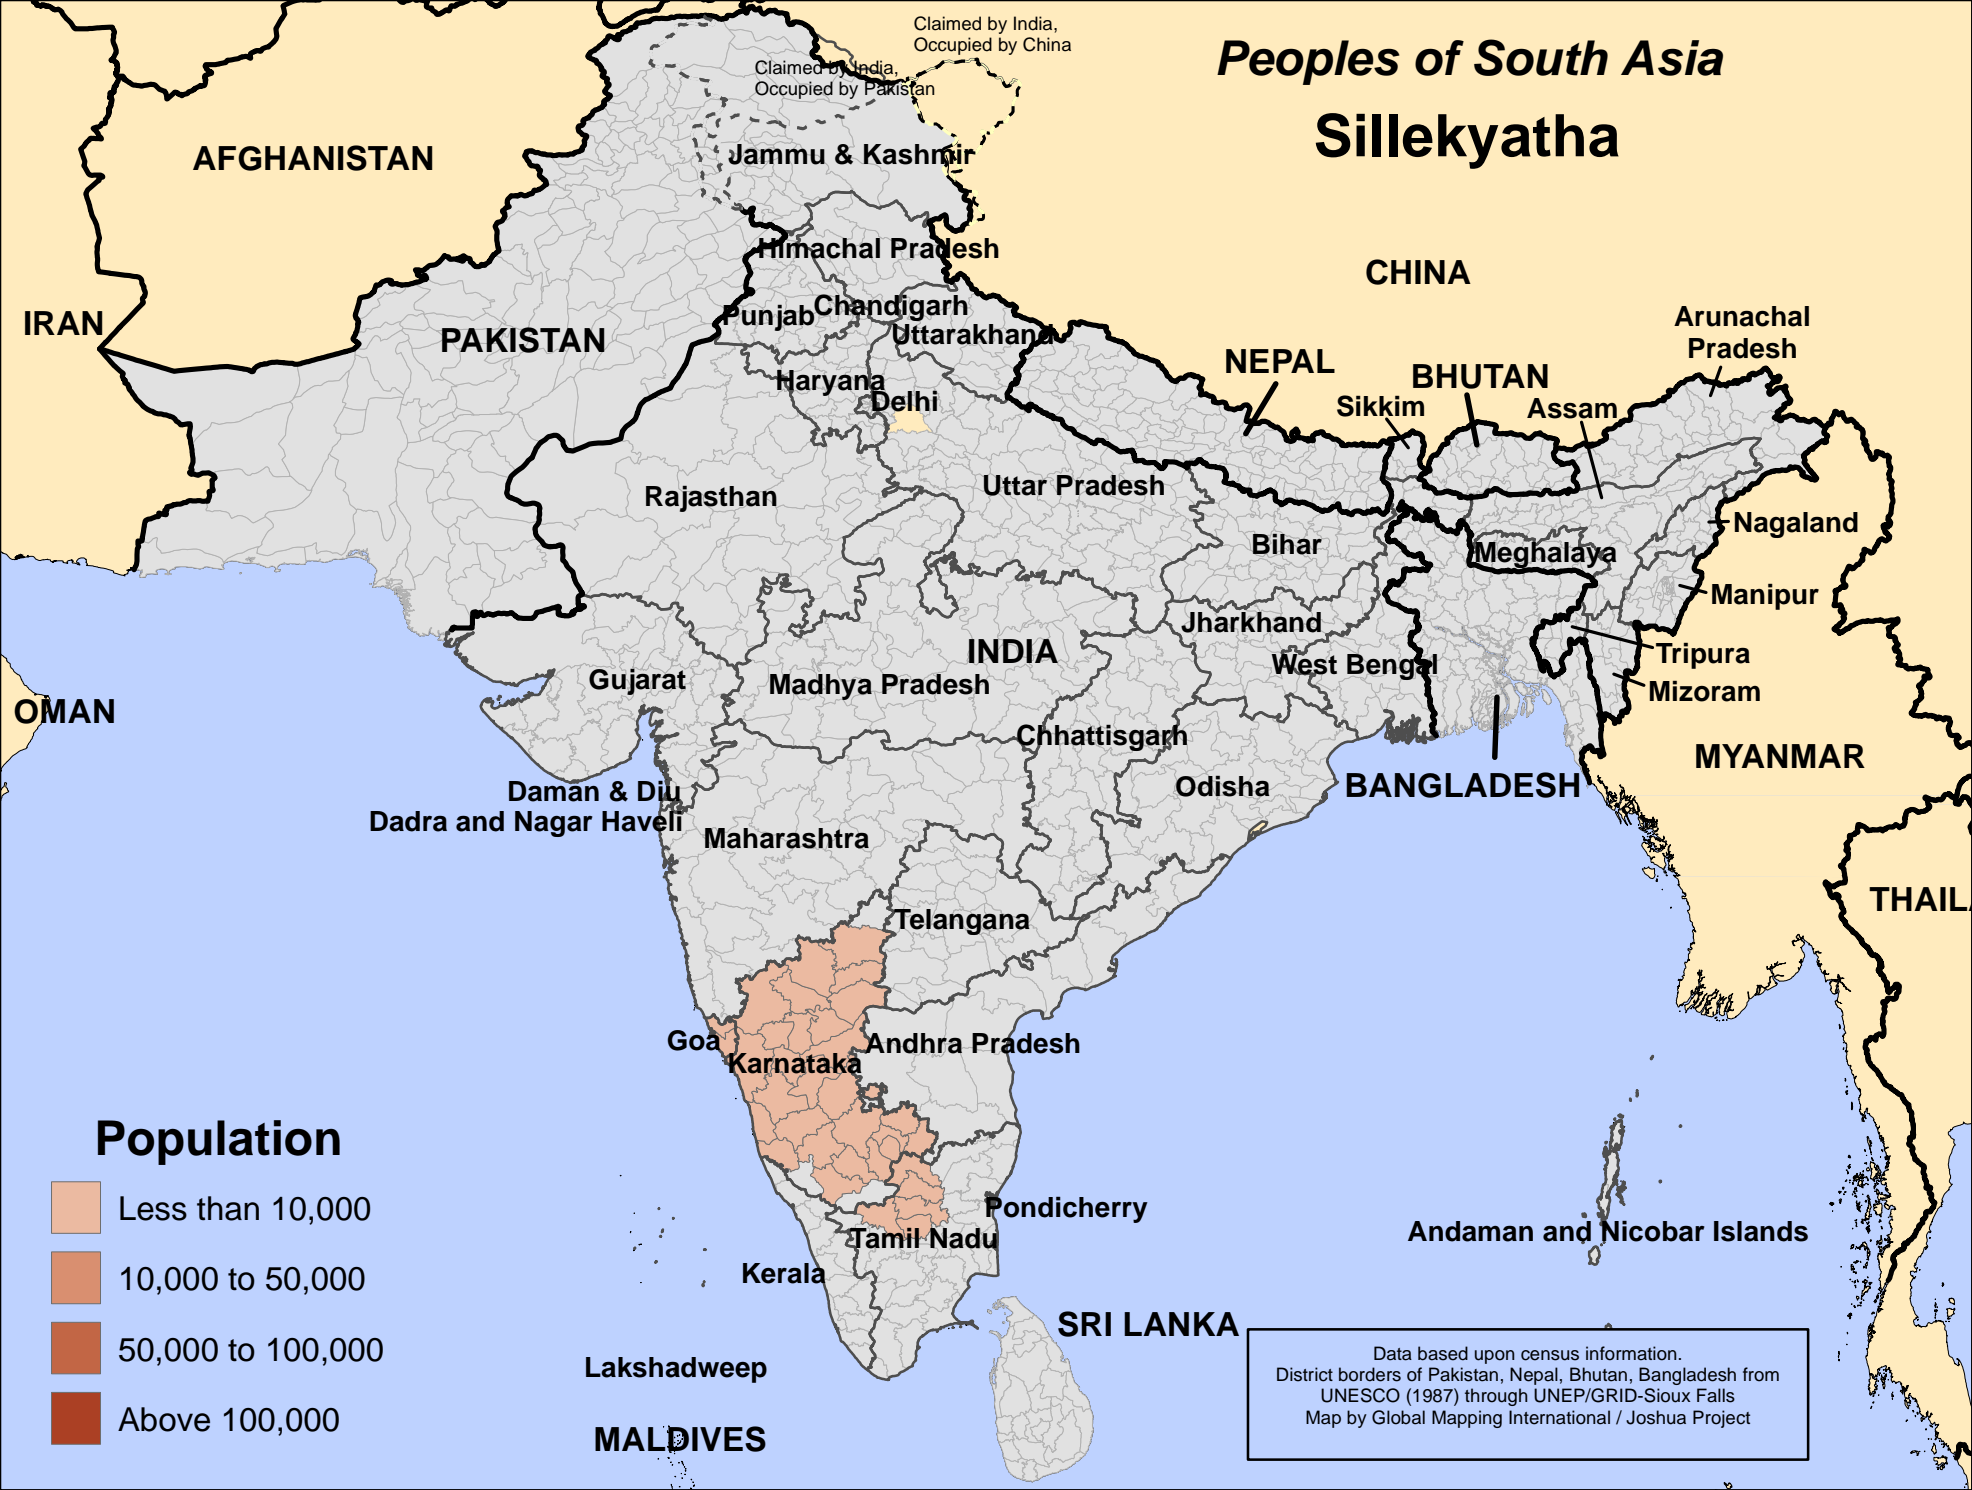 Claimed by India,
Occupied by China
Peoples of South Asia
Sillekyatha
Claimed by India,
Occupied by Pakistan
AFGHANISTAN
Jammu & Kashmir
Himachal Pradesh
CHINA
IRAN
PAKISTAN
Punjab
Chandigarh
Uttarakhand
Arunachal
Pradesh
NEPAL
BHUTAN
Haryana
Delhi
Sikkim
Assam
Rajasthan
Uttar Pradesh
Nagaland
Bihar
Meghalaya
Manipur
Jharkhand
INDIA
Tripura
West Bengal
Gujarat
Madhya Pradesh
Mizoram
OMAN
Chhattisgarh
MYANMAR
Odisha
BANGLADESH
Daman & Diu
Dadra and Nagar Haveli
Maharashtra
THAIL
Telangana
Goa
Andhra Pradesh
Karnataka
Population
Less than 10,000
10,000 to 50,000
50,000 to 100,000
Above 100,000
Pondicherry
Andaman and Nicobar Islands
Tamil Nadu
Kerala
SRI LANKA
Lakshadweep
MALDIVES
Data based upon census information.
District borders of Pakistan, Nepal, Bhutan, Bangladesh from
UNESCO (1987) through UNEP/GRID-Sioux Falls
Map by Global Mapping International / Joshua Project